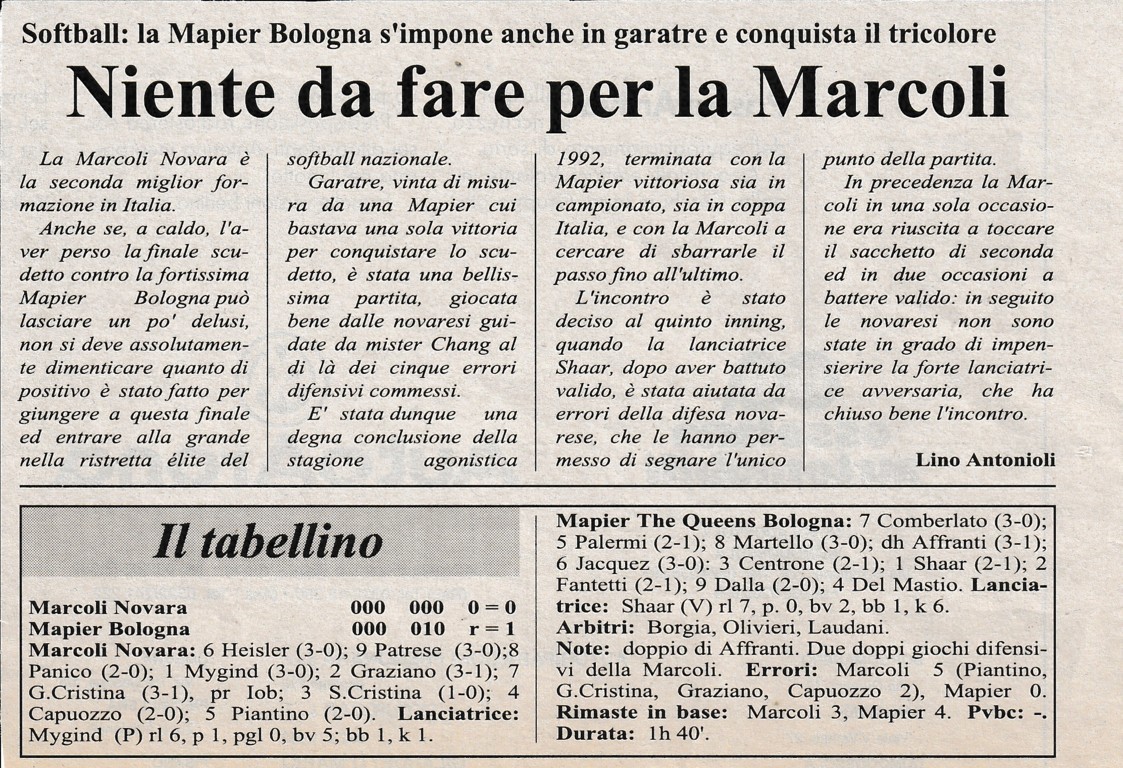 Softball: la Mapier Bologna s'impone anche in garatre e conquista il tricolore
Niente da fare per la Marcoli
La Marcoli Novara è
la seconda miglior for-
mazione in Italia.
Anche se, a caldo, l'a-
ver perso la finale scu-
detto contro la fortissima
Mapier Bologna può
lasciare un po' delusi,
non si deve assolutamen-
te dimenticare quanto di
positivo è stato fatto per
giungere a questa finale
ed entrare alla grande
nella ristretta élite del
softball nazionale.
Garatre, vinta di misu-
ra da una Mapier cui
bastava una sola vittoria
per conquistare lo scu-
detto, è stata una bellis-
sima partita, giocata
bene dalle novaresi gui-
date da mister Chang al
di là dei cinque errori
difensivi commessi.
E' stata dunque una
degna conclusione della
stagione agonistica
1992, terminata con la
Mapier vittoriosa sia in
campionato, sia in coppa
Italia, e con la Marcoli a
cercare di sbarrarle il
passo fino all'ultimo.
L'incontro è stato
deciso al quinto inning,
quando la lanciatrice
Shaar, dopo aver battuto
valido, è stata aiutata da
errori della difesa nova-
rese, che le hanno per-
messo di segnare l'unico
punto della partita.
In precedenza la Mar-
coli in una sola occasio-
ne era riuscita a toccare
il sacchetto di seconda
ed in due occasioni a
battere valido: in seguito
le novaresi non sono
state in grado di impen-
sierire la forte lanciatri-
ce avversaria, che ha
chiuso bene l'incontro.
Lino Antonioli
Il tabellino
Marcoli Novara 000 000 0 = 0
Mapier Bologna 000 010 r = 1
Marcoli Novara: 6 Heisler (3-0); 9 Patrese (3-0);8
Panico (2-0); 1 Mygind (3-0); 2 Graziano (3-1); 7
G.Cristina (3-1), pr Iob; 3 S.Cristina (1-0); 4
Capuozzo (2-0); 5 Piantino (2-0). Lanciatrice:
Mygind (P) rl 6, p 1, pgl 0, bv 5; bb 1, k 1.
Mapier The Queens Bologna: 7 Comberlato (3-0);
5 Palermi (2-1); 8 Martello (3-0); dh Affranti (3-1);
6 Jacquez (3-0): 3 Centrone (2-1); 1 Shaar (2-1); 2
Fantetti (2-1); 9 Dalla (2-0); 4 Del Mastio. Lancia-
trice: Shaar (V) rl 7, p. 0, bv 2, bb 1, k 6.
Arbitri: Borgia, Olivieri, Laudani.
Note: doppio di Affranti. Due doppi giochi difensi-
vi della Marcoli. Errori: Marcoli 5 (Piantino,
G.Cristina, Graziano, Capuozzo 2), Mapier 0.
Rimaste in base: Marcoli 3, Mapier 4. Pvbc: -.
Durata: 1h 40'.